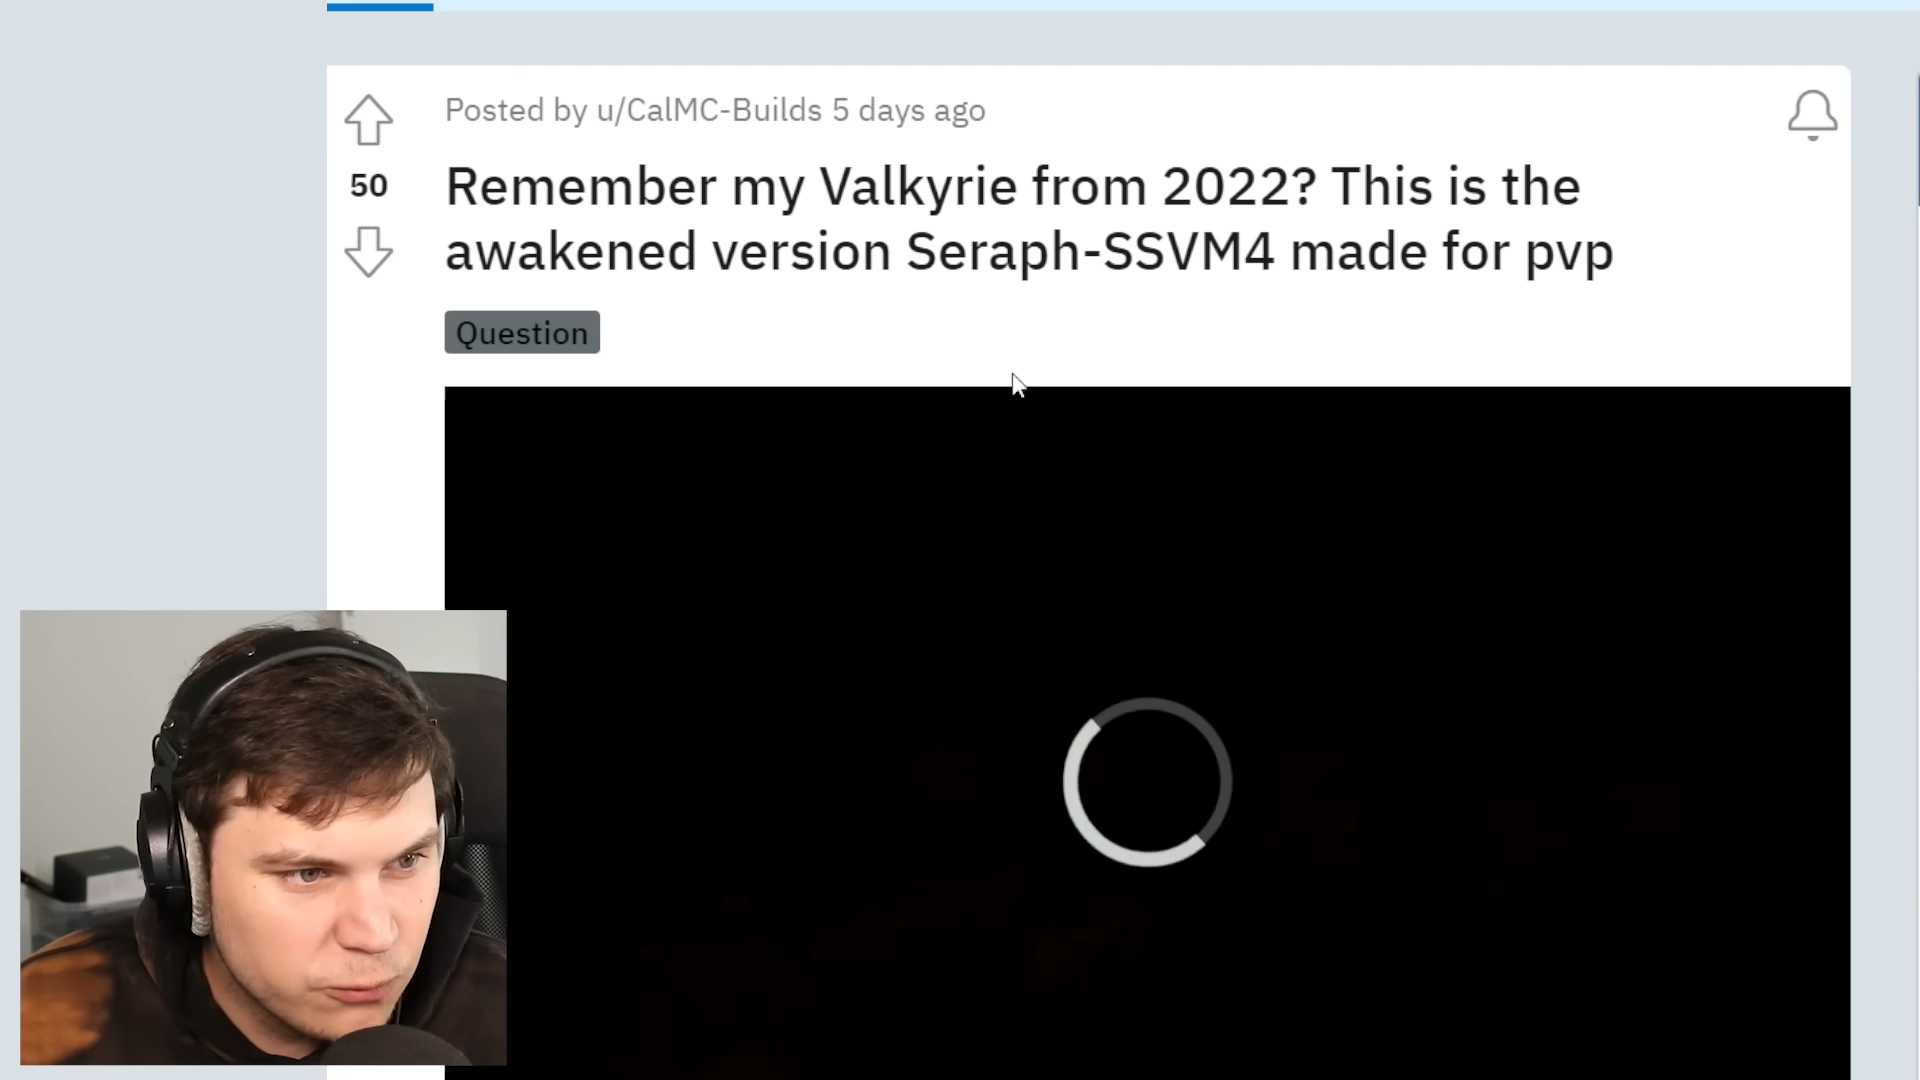 Posted by u/CalMC-Builds 5 days ago
50
Remember my Valkyrie from 2022? This is the
awakened version Seraph-SSVM4 made for pvp
Question